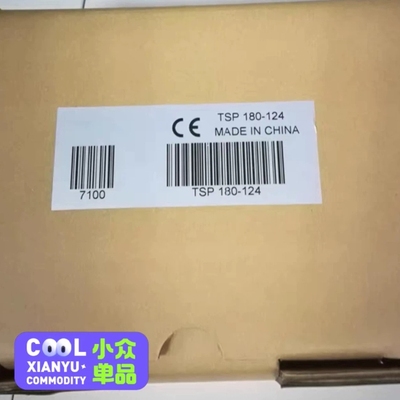 TSP 180-124
CE MADE IN CHINA
7100
TSP 180-124
COOL 小众
XIANYU
COMMODITY 单品